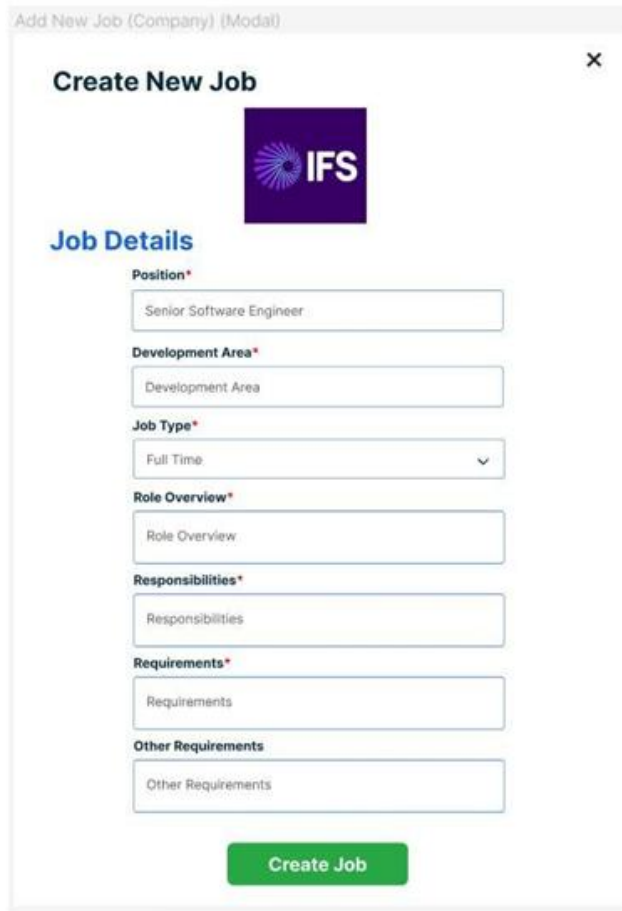 Add New Job (Company) (Modal)
Create New Job
IFS
Job Details
Position*
Senior Software Engineer
Development Area*
Development Area
Job Type*
Full Time
Role Overview*
Role Overview
Responsibilities*
Responsibilities
Requirements*
Requirements
Other Requirements
Other Requirements
Create Job